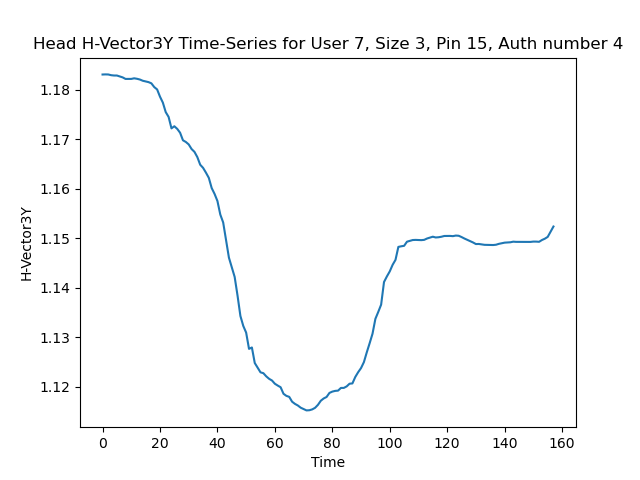 Head H-Vector3Y Time-Series for User 7, Size 3, Pin 15, Auth number 4
H-Vector3Y
1.18
1.17
1.16
1.15
1.14
1.13
1.12
0 20 40 60 80 100 120 140 160
Time